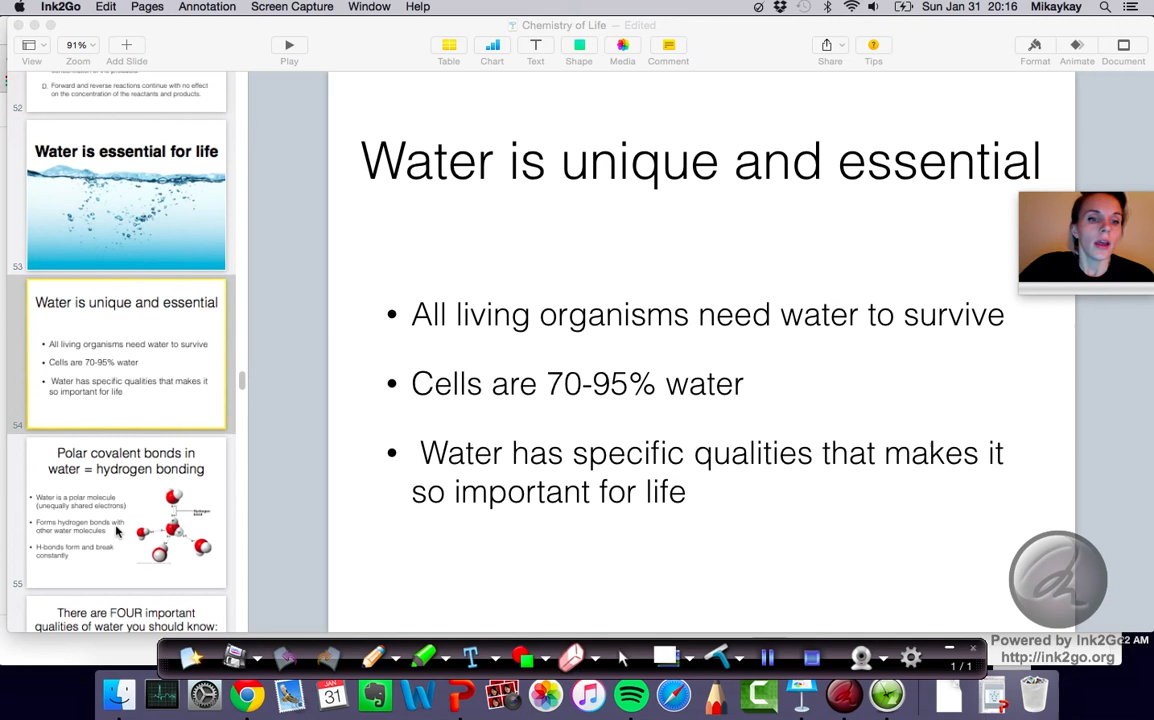 Ink2Go Edit Pages Annotation Screen Capture Window Help
Sun Jan 31 20:16 Mikaykay
Chemistry of Life — Edited
91%
View Zoom Add Slide Play Table Chart Text Shape Media Comment Share Tips Format Animate Document
D. Forward and reverse reactions continue with no effect
on the concentration of the reactants and products.
52
Water is essential for life
53
Water is unique and essential
• All living organisms need water to survive
• Cells are 70-95% water
• Water has specific qualities that makes it
so important for life
54
Polar covalent bonds in
water = hydrogen bonding
• Water is a polar molecule
(unequally shared electrons)
• Forms hydrogen bonds with
other water molecules
• H-bonds form and break
constantly
55
There are FOUR important
qualities of water you should know:
Water is unique and essential
• All living organisms need water to survive
• Cells are 70-95% water
• Water has specific qualities that makes it
so important for life
Powered by Ink2Go
http://ink2go.org
2 AM
1 / 1
JAN
31